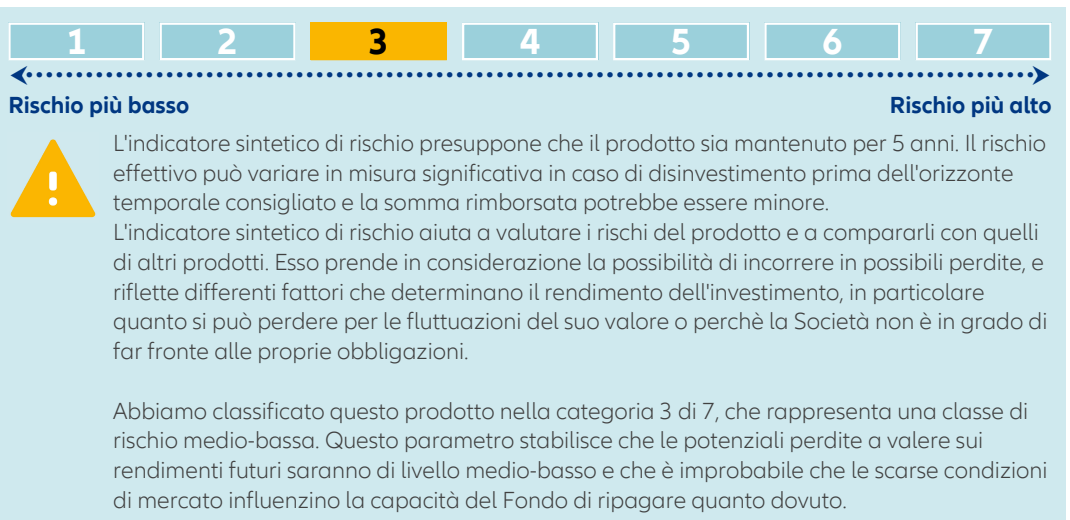 1 2 3 4 5 6 7
Rischio più basso Rischio più alto
L'indicatore sintetico di rischio presuppone che il prodotto sia mantenuto per 5 anni. Il rischio
effettivo può variare in misura significativa in caso di disinvestimento prima dell'orizzonte
temporale consigliato e la somma rimborsata potrebbe essere minore.
L'indicatore sintetico di rischio aiuta a valutare i rischi del prodotto e a compararli con quelli
di altri prodotti. Esso prende in considerazione la possibilità di incorrere in possibili perdite, e
riflette differenti fattori che determinano il rendimento dell'investimento, in particolare
quanto si può perdere per le fluttuazioni del suo valore o perchè la Società non è in grado di
far fronte alle proprie obbligazioni.
Abbiamo classificato questo prodotto nella categoria 3 di 7, che rappresenta una classe di
rischio medio-bassa. Questo parametro stabilisce che le potenziali perdite a valere sui
rendimenti futuri saranno di livello medio-basso e che è improbabile che le scarse condizioni
di mercato influenzino la capacità del Fondo di ripagare quanto dovuto.